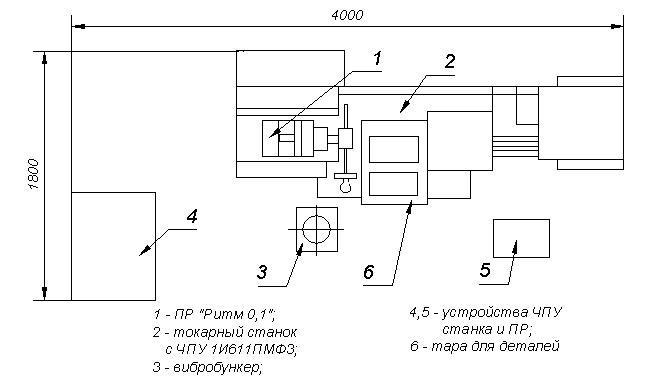 4000
1
2
1800
4
3
6
5
1 - ПР "Ритм 0,1";
2 - токарный станок
с ЧПУ 1И611ПМФ3;
3 - вибробункер;
4,5 - устройства ЧПУ
станка и ПР;
6 - тара для деталей